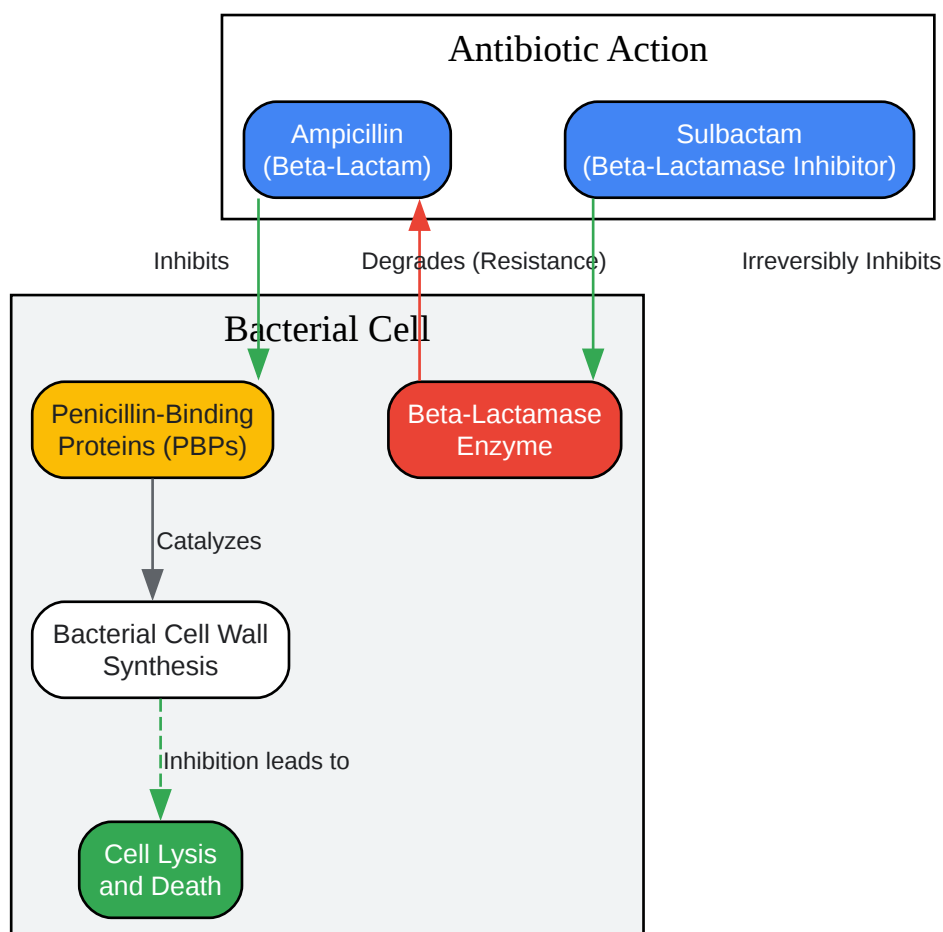 Antibiotic Action
Ampicillin
(Beta-Lactam)
Sulbactam
(Beta-Lactamase Inhibitor)
Inhibits
Degrades (Resistance)
Irreversibly Inhibits
Bacterial Cell
Penicillin-Binding
Proteins (PBPs)
Beta-Lactamase
Enzyme
Catalyzes
Bacterial Cell Wall
Synthesis
Inhibition leads to
Cell Lysis
and Death